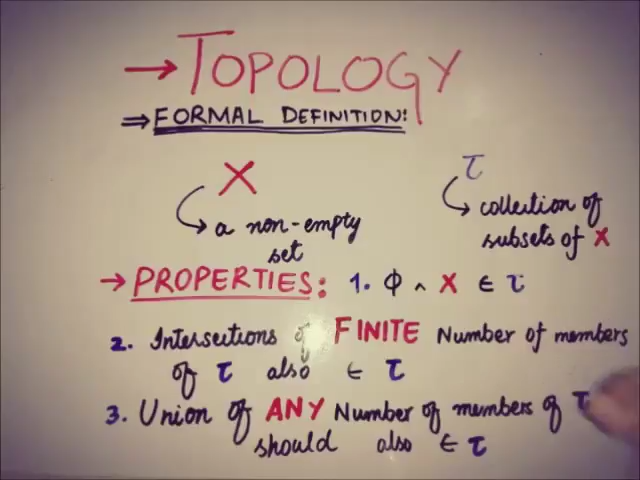 → TOPOLOGY
⇒ FORMAL DEFINITION:
X τ
↳ a non-empty set
↳ collection of subsets of X
→ PROPERTIES: 1. Φ ^ X ∈ τ
2. Intersections of FINITE Number of members
of τ also ∈ τ
3. Union of ANY Number of members of τ
should also ∈ τ